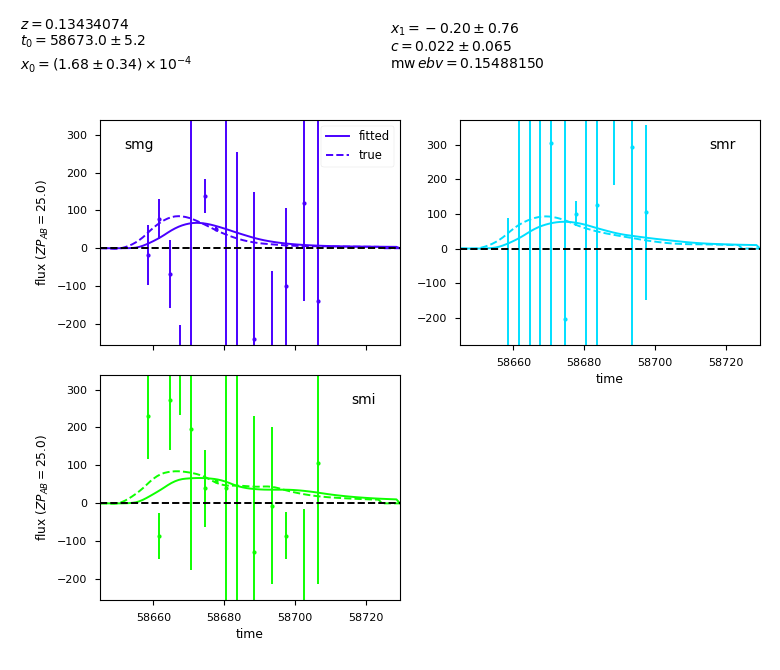 z = 0.13434074
t₀ = 58673.0 ± 5.2
x₀ = (1.68 ± 0.34) × 10⁻⁴
x₁ = −0.20 ± 0.76
c = 0.022 ± 0.065
mw ebv = 0.15488150
smg
fitted
true
300
200
100
0
−100
−200
flux (ZP_AB = 25.0)
smr
300
200
100
0
−100
−200
58660 58680 58700 58720
time
smi
300
200
100
0
−100
−200
flux (ZP_AB = 25.0)
58660 58680 58700 58720
time